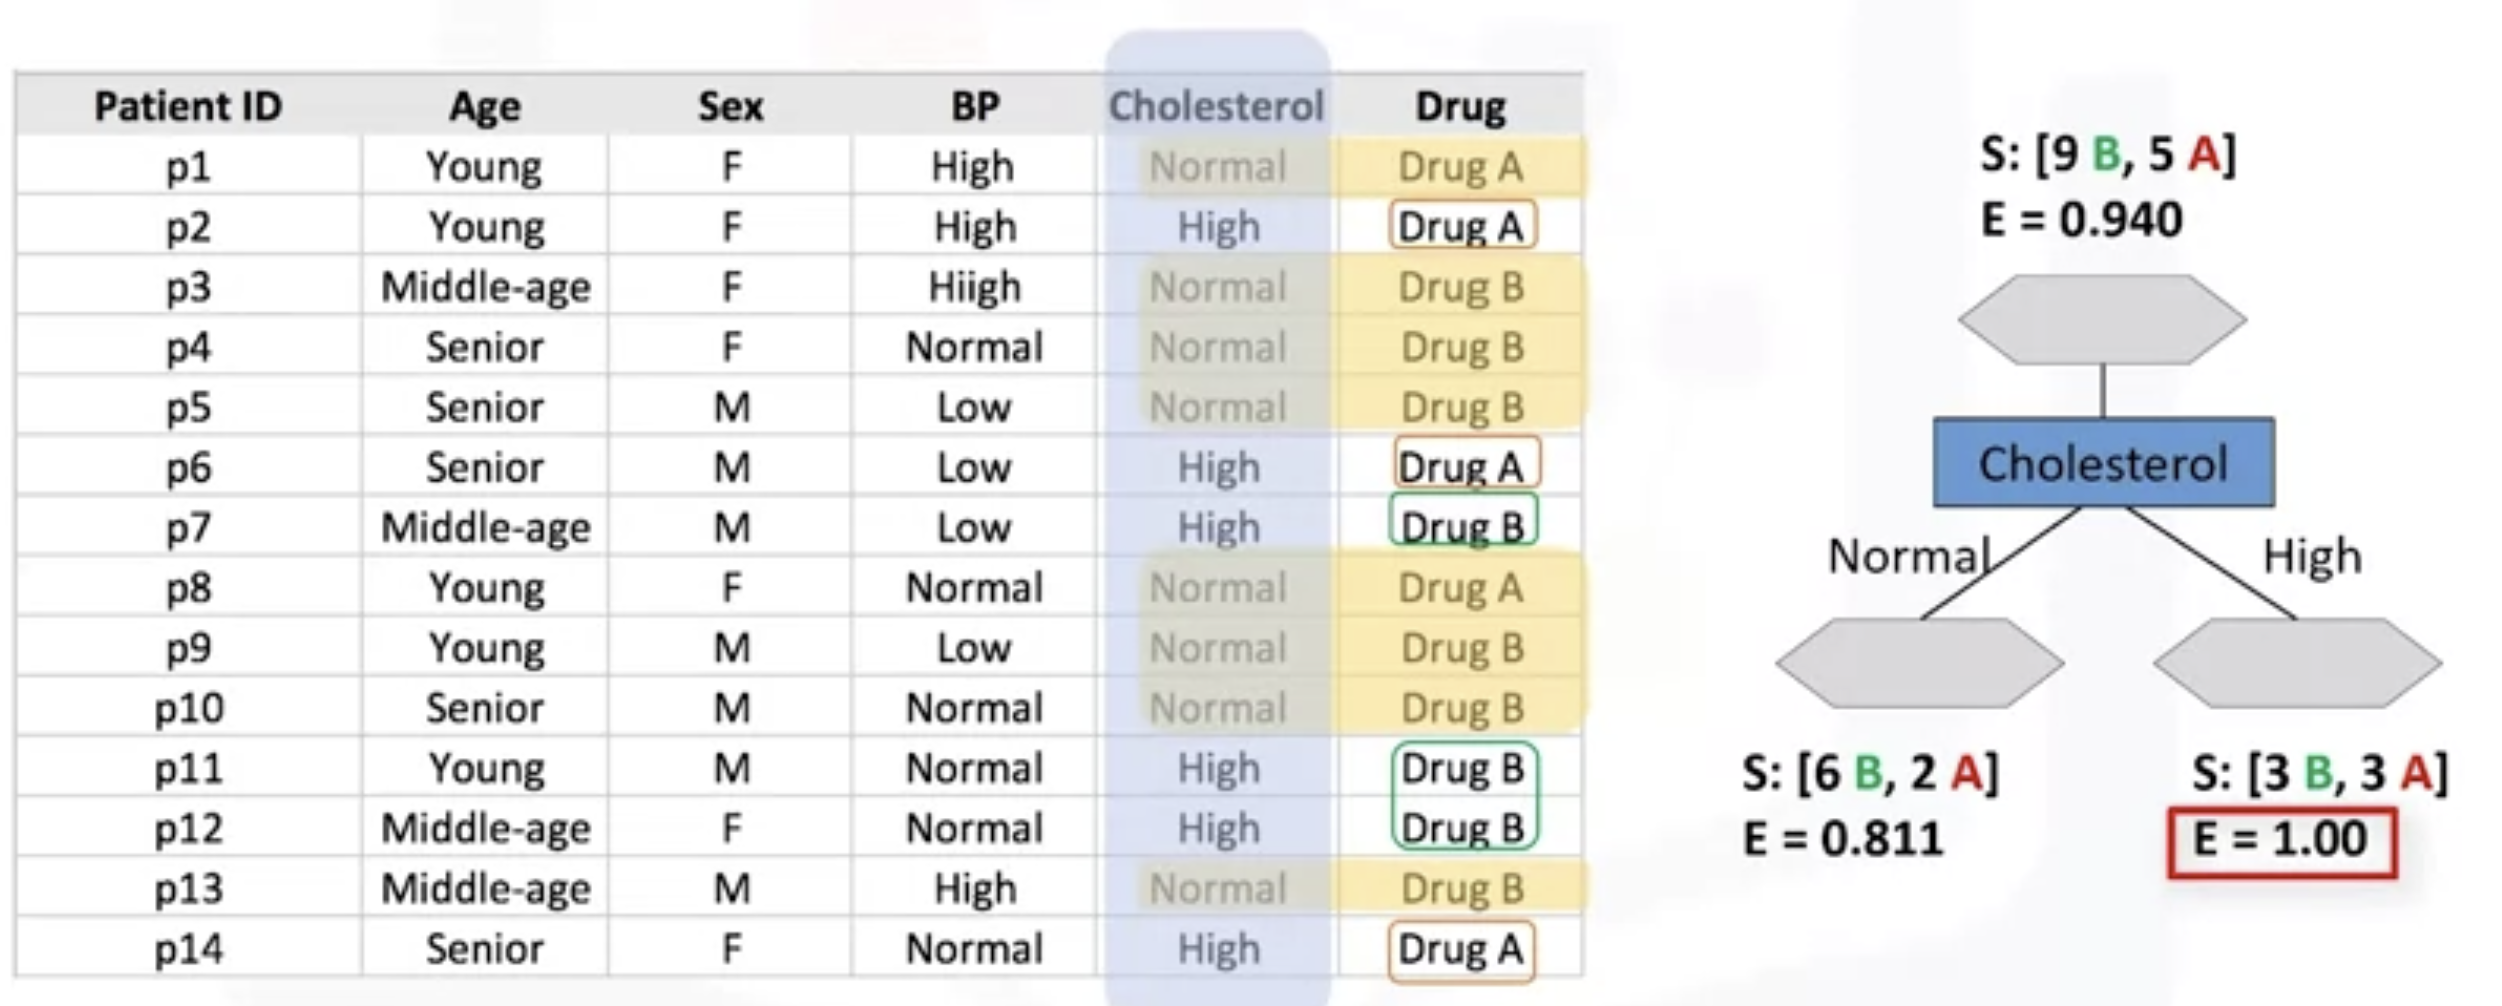 Patient ID Age Sex BP Cholesterol Drug
p1 Young F High Normal Drug A
p2 Young F High High Drug A
p3 Middle-age F Hiigh Normal Drug B
p4 Senior F Normal Normal Drug B
p5 Senior M Low Normal Drug B
p6 Senior M Low High Drug A
p7 Middle-age M Low High Drug B
p8 Young F Normal Normal Drug A
p9 Young M Low Normal Drug B
p10 Senior M Normal Normal Drug B
p11 Young M Normal High Drug B
p12 Middle-age F Normal High Drug B
p13 Middle-age M High Normal Drug B
p14 Senior F Normal High Drug A
S: [9 B, 5 A]
E = 0.940
Cholesterol
Normal High
S: [6 B, 2 A] S: [3 B, 3 A]
E = 0.811 E = 1.00